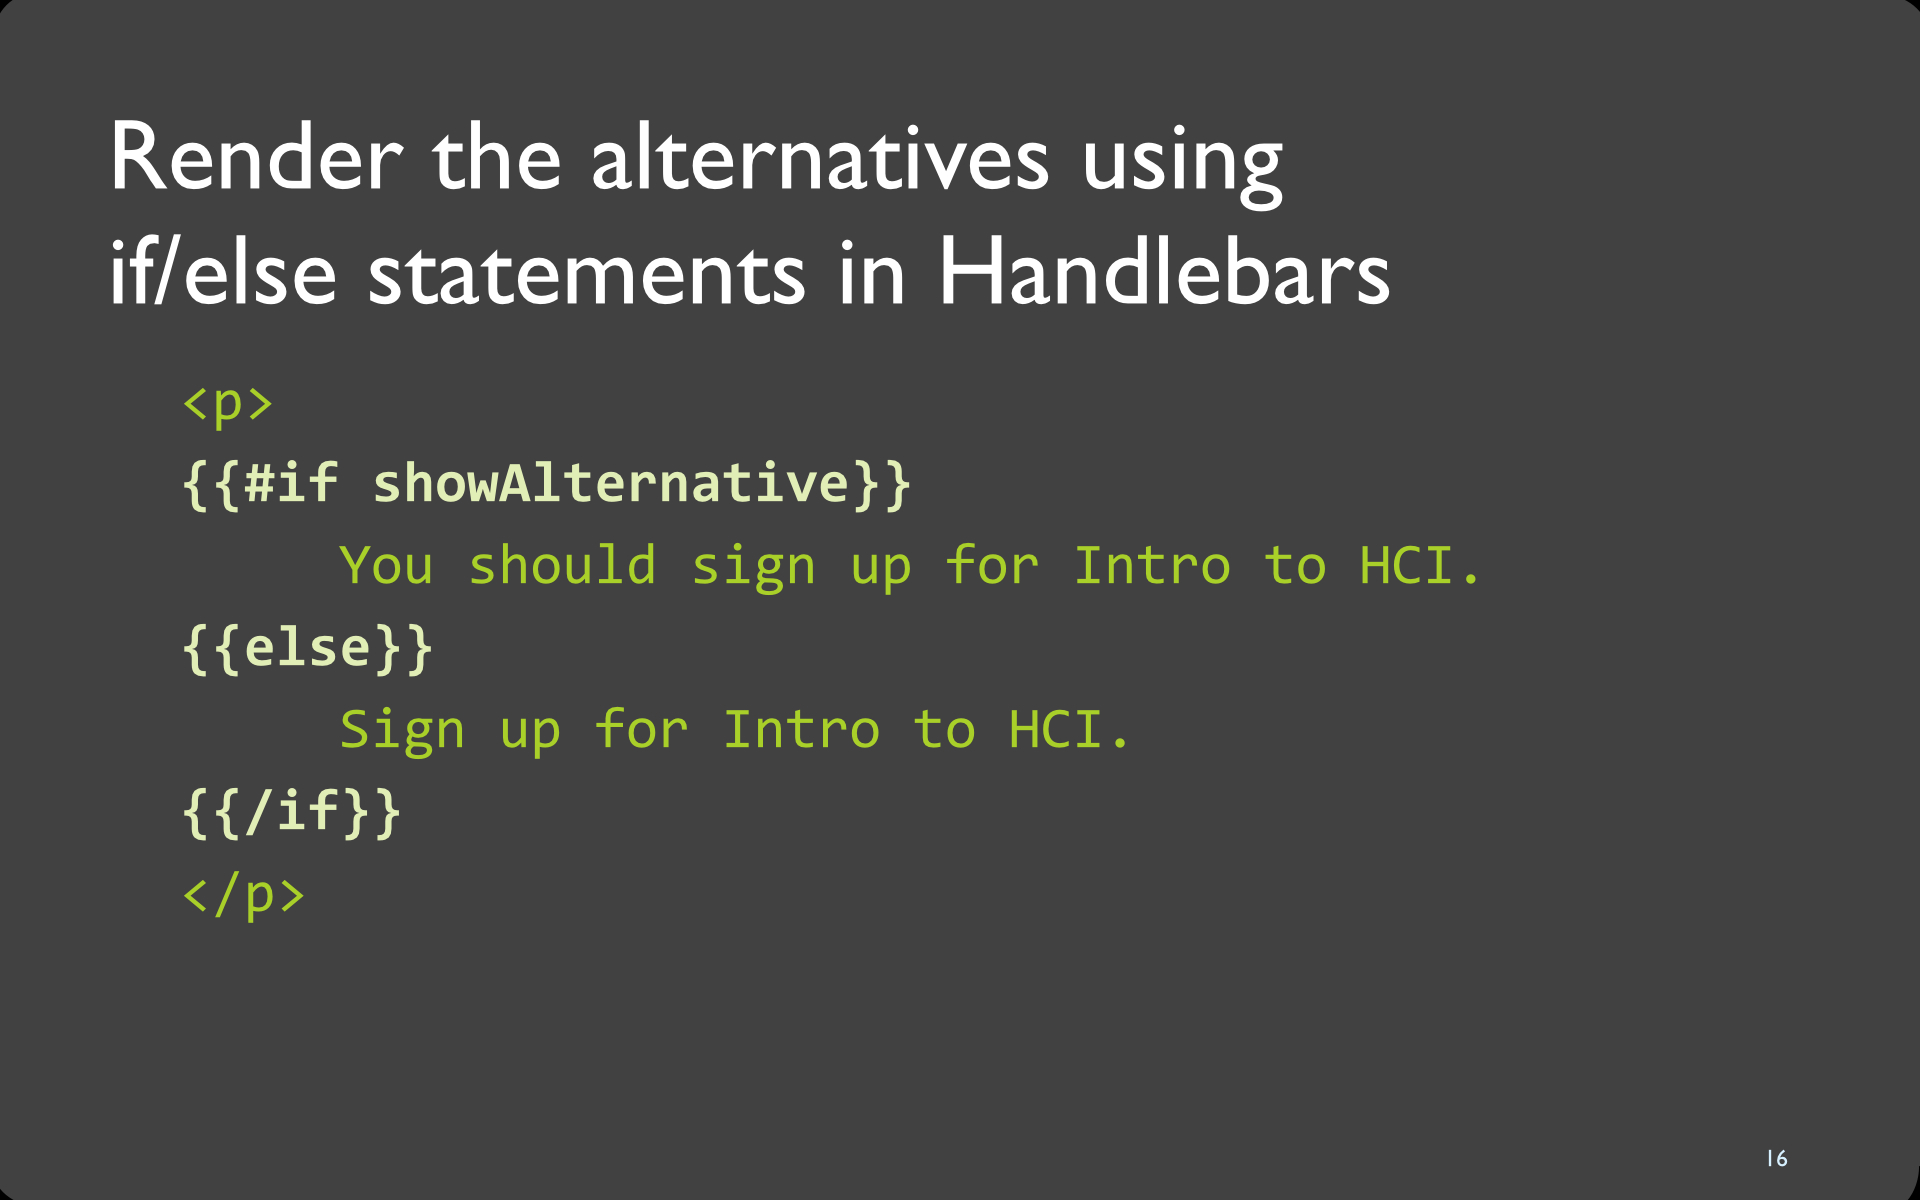 Render the alternatives using
if/else statements in Handlebars
<p>
{{#if showAlternative}}
You should sign up for Intro to HCI.
{{else}}
Sign up for Intro to HCI.
{{/if}}
</p>
16